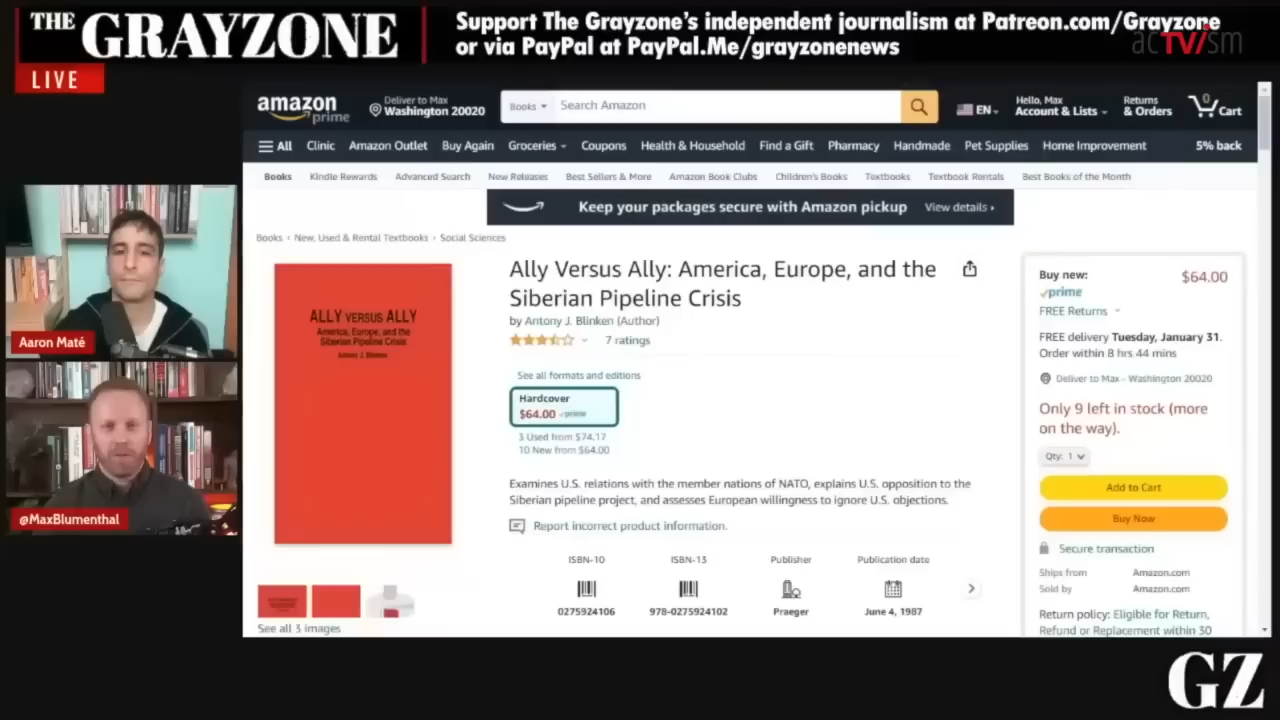 THE GRAYZONE
LIVE
Support The Grayzone's independent journalism at Patreon.com/Grayzone
or via PayPal at PayPal.Me/grayzonenews
acTVism
amazon
prime
Deliver to Max
Washington 20020
Books
Search Amazon
EN
Hello, Max
Account & Lists
Returns
& Orders
0
Cart
All Clinic Amazon Outlet Buy Again Groceries Coupons Health & Household Find a Gift Pharmacy Handmade Pet Supplies Home Improvement 5% back
Books Kindle Rewards Advanced Search New Releases Best Sellers & More Amazon Book Clubs Children's Books Textbooks Textbook Rentals Best Books of the Month
Keep your packages secure with Amazon pickup View details
Books › New, Used & Rental Textbooks › Social Sciences
ALLY VERSUS ALLY
America, Europe, and the
Siberian Pipeline Crisis
Antony J. Blinken
See all 3 images
Ally Versus Ally: America, Europe, and the
Siberian Pipeline Crisis
by Antony J. Blinken (Author)
7 ratings
See all formats and editions
Hardcover
$64.00 prime
3 Used from $74.17
10 New from $64.00
Examines U.S. relations with the member nations of NATO, explains U.S. opposition to the
Siberian pipeline project, and assesses European willingness to ignore U.S. objections.
Report incorrect product information.
ISBN-10 ISBN-13 Publisher Publication date
0275924106 978-0275924102 Praeger June 4, 1987
Buy new: $64.00
prime
FREE Returns
FREE delivery Tuesday, January 31.
Order within 8 hrs 44 mins
Deliver to Max - Washington 20020
Only 9 left in stock (more
on the way).
Qty: 1
Add to Cart
Buy Now
Secure transaction
Ships from Amazon.com
Sold by Amazon.com
Return policy: Eligible for Return,
Refund or Replacement within 30
Aaron Maté
@MaxBlumenthal
GZ